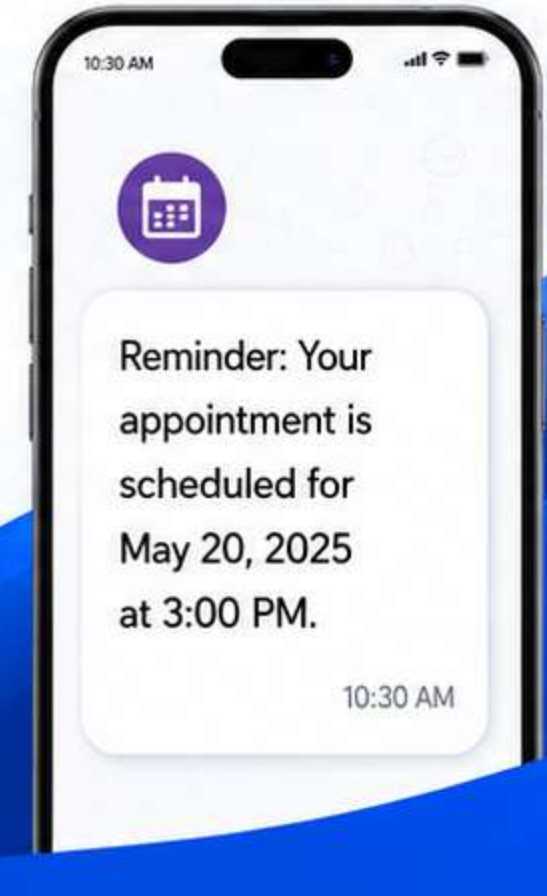 10:30 AM
Reminder: Your
appointment is
scheduled for
May 20, 2025
at 3:00 PM.
10:30 AM